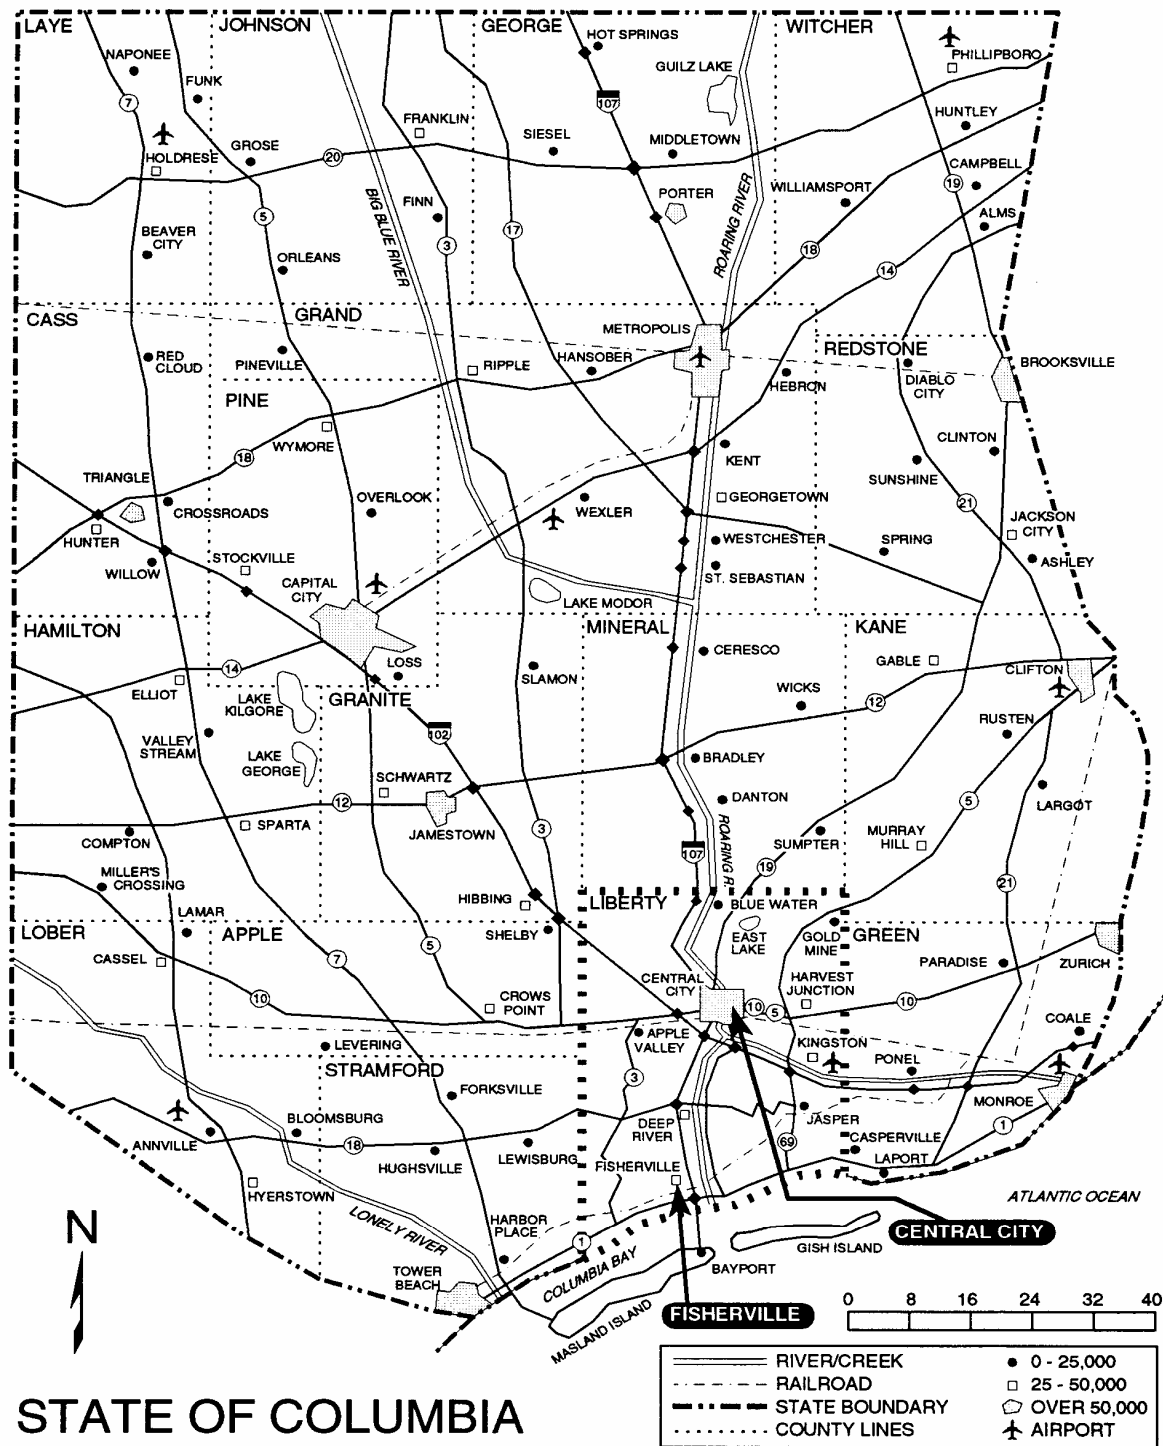 LAYE
JOHNSON
GEORGE
WITCHER
HOT SPRINGS
NAPONEE
GUILZ LAKE
PHILLIPBORO
FUNK
7
107
HUNTLEY
FRANKLIN
SIESEL
MIDDLETOWN
GROSE
HOLDRESE
20
CAMPBELL
19
PORTER
WILLIAMSPORT
FINN
BIG BLUE RIVER
ROARING RIVER
5
17
3
ALMS
18
14
BEAVER
CITY
ORLEANS
CASS
GRAND
METROPOLIS
REDSTONE
BROOKSVILLE
RED
CLOUD
PINEVILLE
RIPPLE
HANSOBER
HEBRON
DIABLO
CITY
PINE
WYMORE
18
KENT
CLINTON
SUNSHINE
TRIANGLE
CROSSROADS
OVERLOOK
WEXLER
GEORGETOWN
21
JACKSON
CITY
HUNTER
WILLOW
STOCKVILLE
CAPITAL
CITY
WESTCHESTER
SPRING
ASHLEY
ST. SEBASTIAN
LAKE MODOR
HAMILTON
MINERAL
KANE
14
LOSS
ELLIOT
SLAMON
CERESCO
GABLE
CLIFTON
LAKE
KILGORE
GRANITE
WICKS
12
RUSTEN
VALLEY
STREAM
102
LAKE
GEORGE
BRADLEY
SCHWARTZ
12
JAMESTOWN
DANTON
5
LARGOT
SPARTA
COMPTON
3
ROARING R.
SUMPTER
MURRAY
HILL
107
19
MILLER'S
CROSSING
21
HIBBING
LIBERTY
BLUE WATER
LAMAR
LOBER
APPLE
SHELBY
EAST
LAKE
GOLD
MINE
GREEN
5
CASSEL
7
CENTRAL
CITY
HARVEST
JUNCTION
PARADISE
ZURICH
10
CROWS
POINT
10
5
10
COALE
LEVERING
APPLE
VALLEY
KINGSTON
PONEL
STRAMFORD
3
FORKSVILLE
MONROE
BLOOMSBURG
ANNVILLE
18
DEEP
RIVER
JASPER
1
69
CASPERVILLE
LAPORT
HUGHSVILLE
LEWISBURG
FISHERVILLE
HYERSTOWN
ATLANTIC OCEAN
N
LONELY RIVER
HARBOR
PLACE
CENTRAL CITY
1
GISH ISLAND
COLUMBIA BAY
BAYPORT
TOWER
BEACH
MASLAND ISLAND
FISHERVILLE
0 8 16 24 32 40
RIVER/CREEK 0 - 25,000
RAILROAD 25 - 50,000
STATE BOUNDARY OVER 50,000
COUNTY LINES AIRPORT
STATE OF COLUMBIA